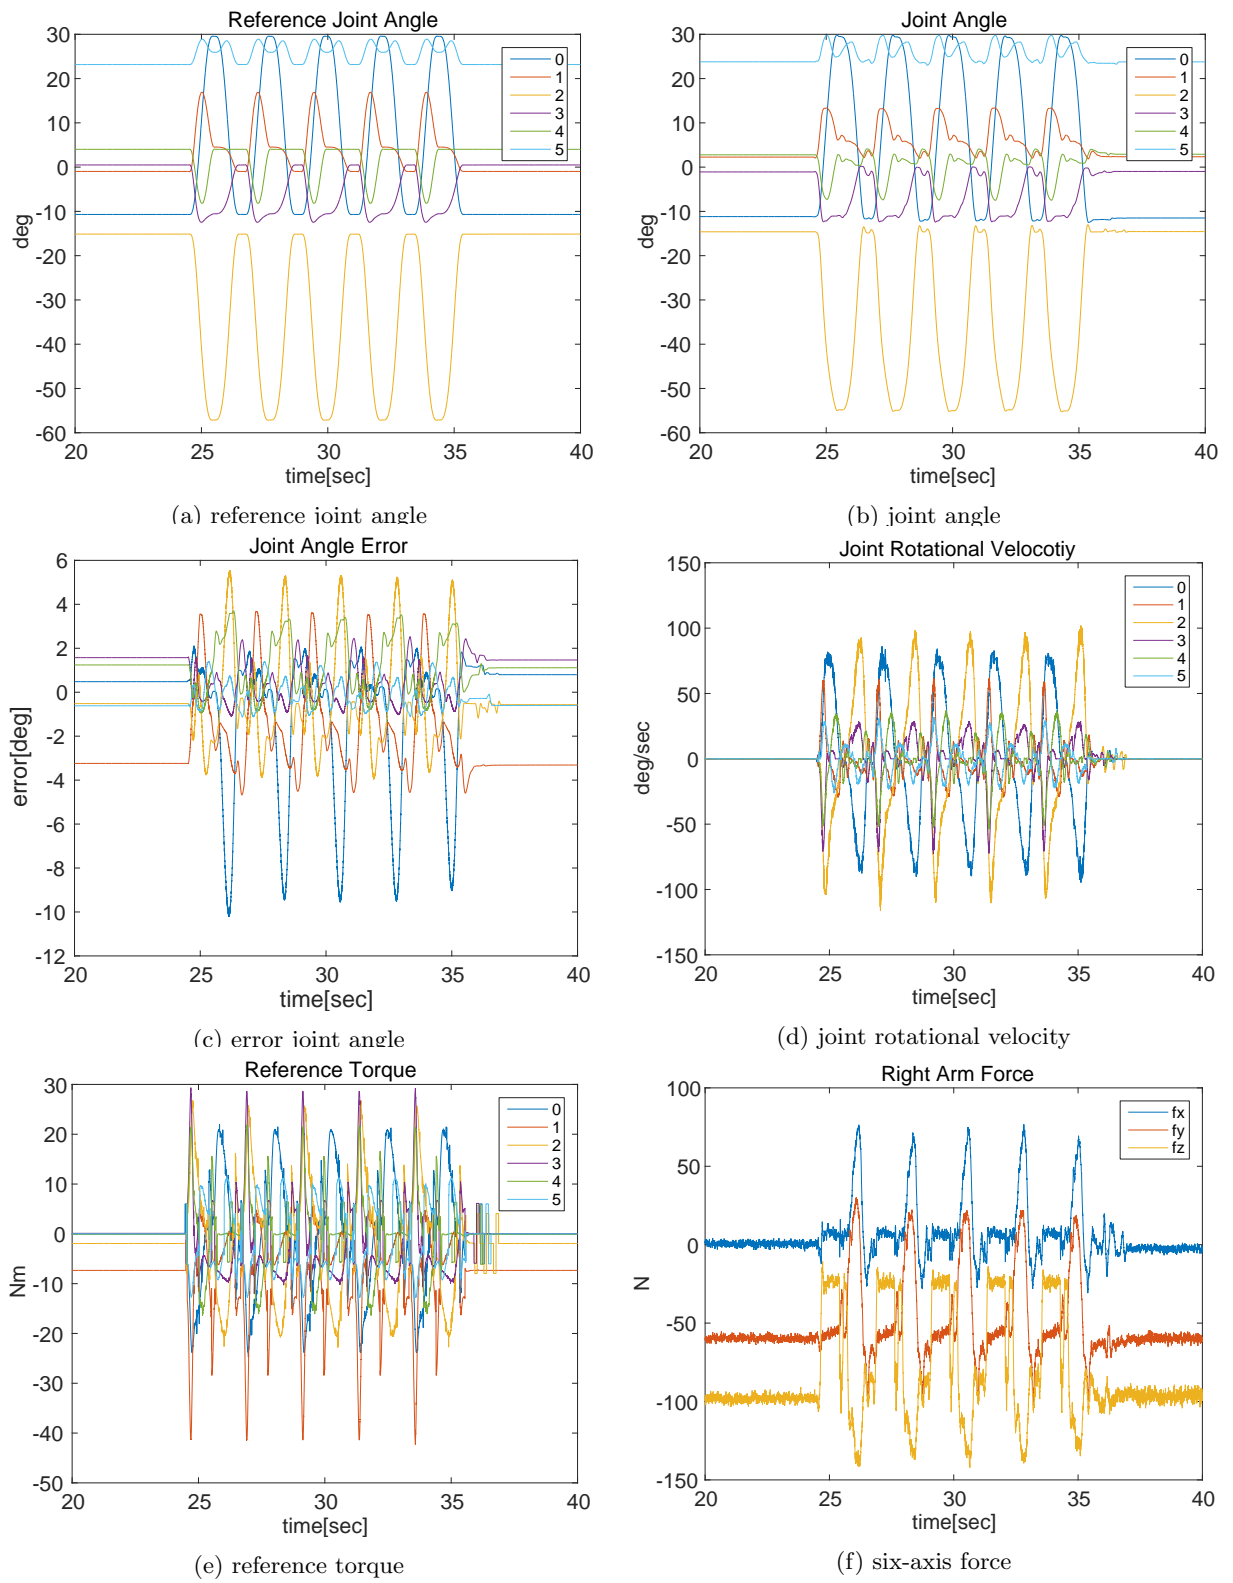 Reference Joint Angle
30
20
10
0
-10
-20
-30
-40
-50
-60
deg
0
1
2
3
4
5
20 25 30 35 40
time[sec]
(a) reference joint angle
Joint Angle
30
20
10
0
-10
-20
-30
-40
-50
-60
deg
0
1
2
3
4
5
20 25 30 35 40
time[sec]
(b) joint angle
Joint Angle Error
6
4
2
0
-2
-4
-6
-8
-10
-12
error[deg]
20 25 30 35 40
time[sec]
(c) error joint angle
Joint Rotational Velocotiy
150
100
50
0
-50
-100
-150
deg/sec
0
1
2
3
4
5
20 25 30 35 40
time[sec]
(d) joint rotational velocity
Reference Torque
30
20
10
0
-10
-20
-30
-40
-50
Nm
0
1
2
3
4
5
20 25 30 35 40
time[sec]
(e) reference torque
Right Arm Force
100
50
0
-50
-100
-150
N
fx
fy
fz
20 25 30 35 40
time[sec]
(f) six-axis force